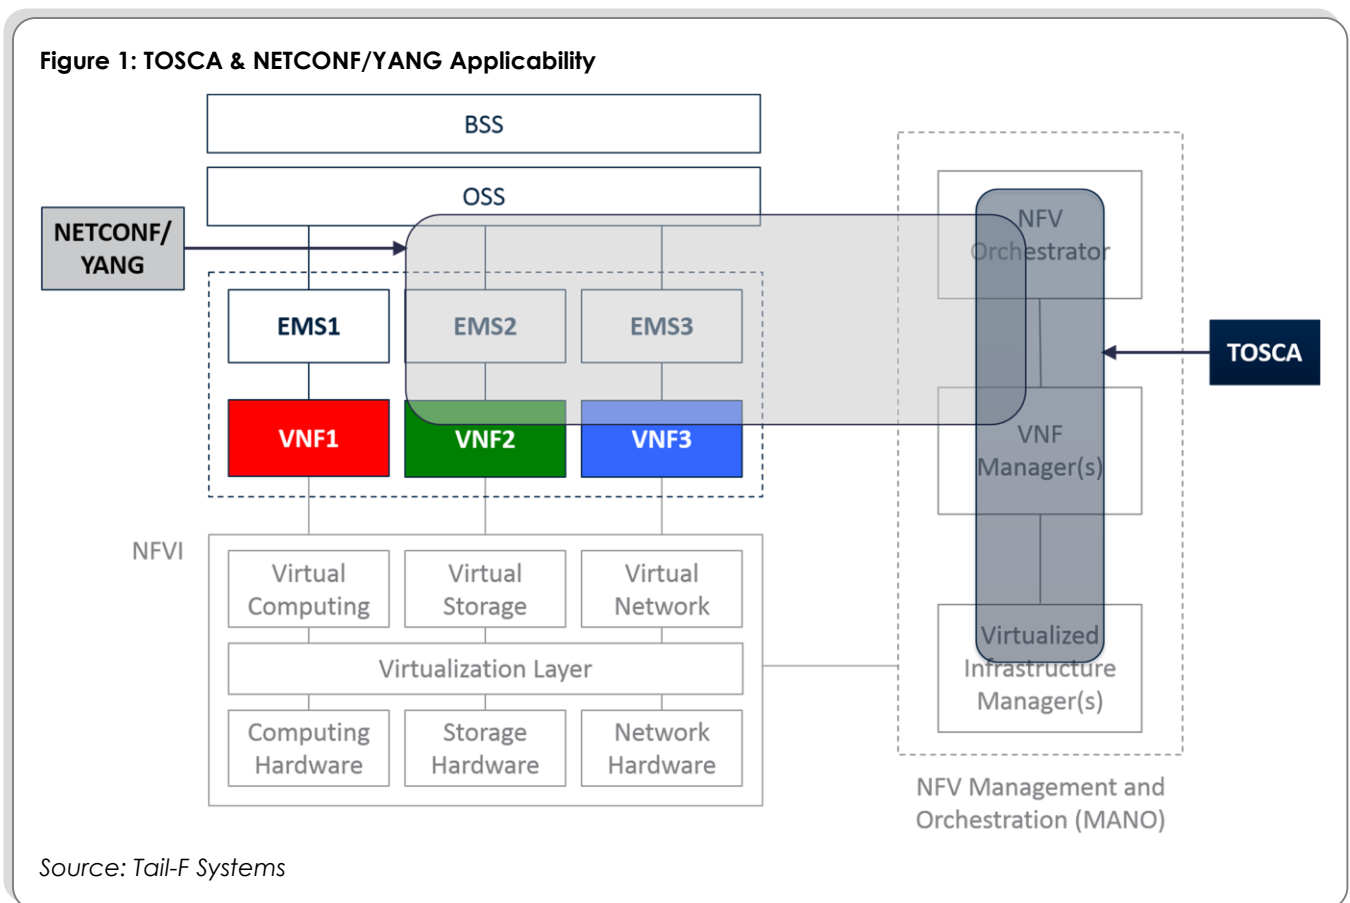 Figure 1: TOSCA & NETCONF/YANG Applicability
BSS
OSS
NETCONF/
YANG
NFV
Orchestrator
EMS1
EMS2
EMS3
TOSCA
VNF1
VNF2
VNF3
VNF
Manager(s)
NFVI
Virtual
Computing
Virtual
Storage
Virtual
Network
Virtualization Layer
Virtualized
Infrastructure
Manager(s)
Computing
Hardware
Storage
Hardware
Network
Hardware
NFV Management and
Orchestration (MANO)
Source: Tail-F Systems